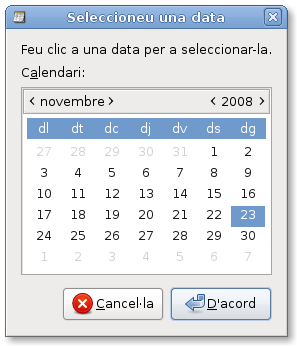 Seleccioneu una data
Feu clic a una data per a seleccionar-la.
Calendari:
novembre 2008
dl dt dc dj dv ds dg
27 28 29 30 31 1 2
3 4 5 6 7 8 9
10 11 12 13 14 15 16
17 18 19 20 21 22 23
24 25 26 27 28 29 30
1 2 3 4 5 6 7
Cancel·la D'acord